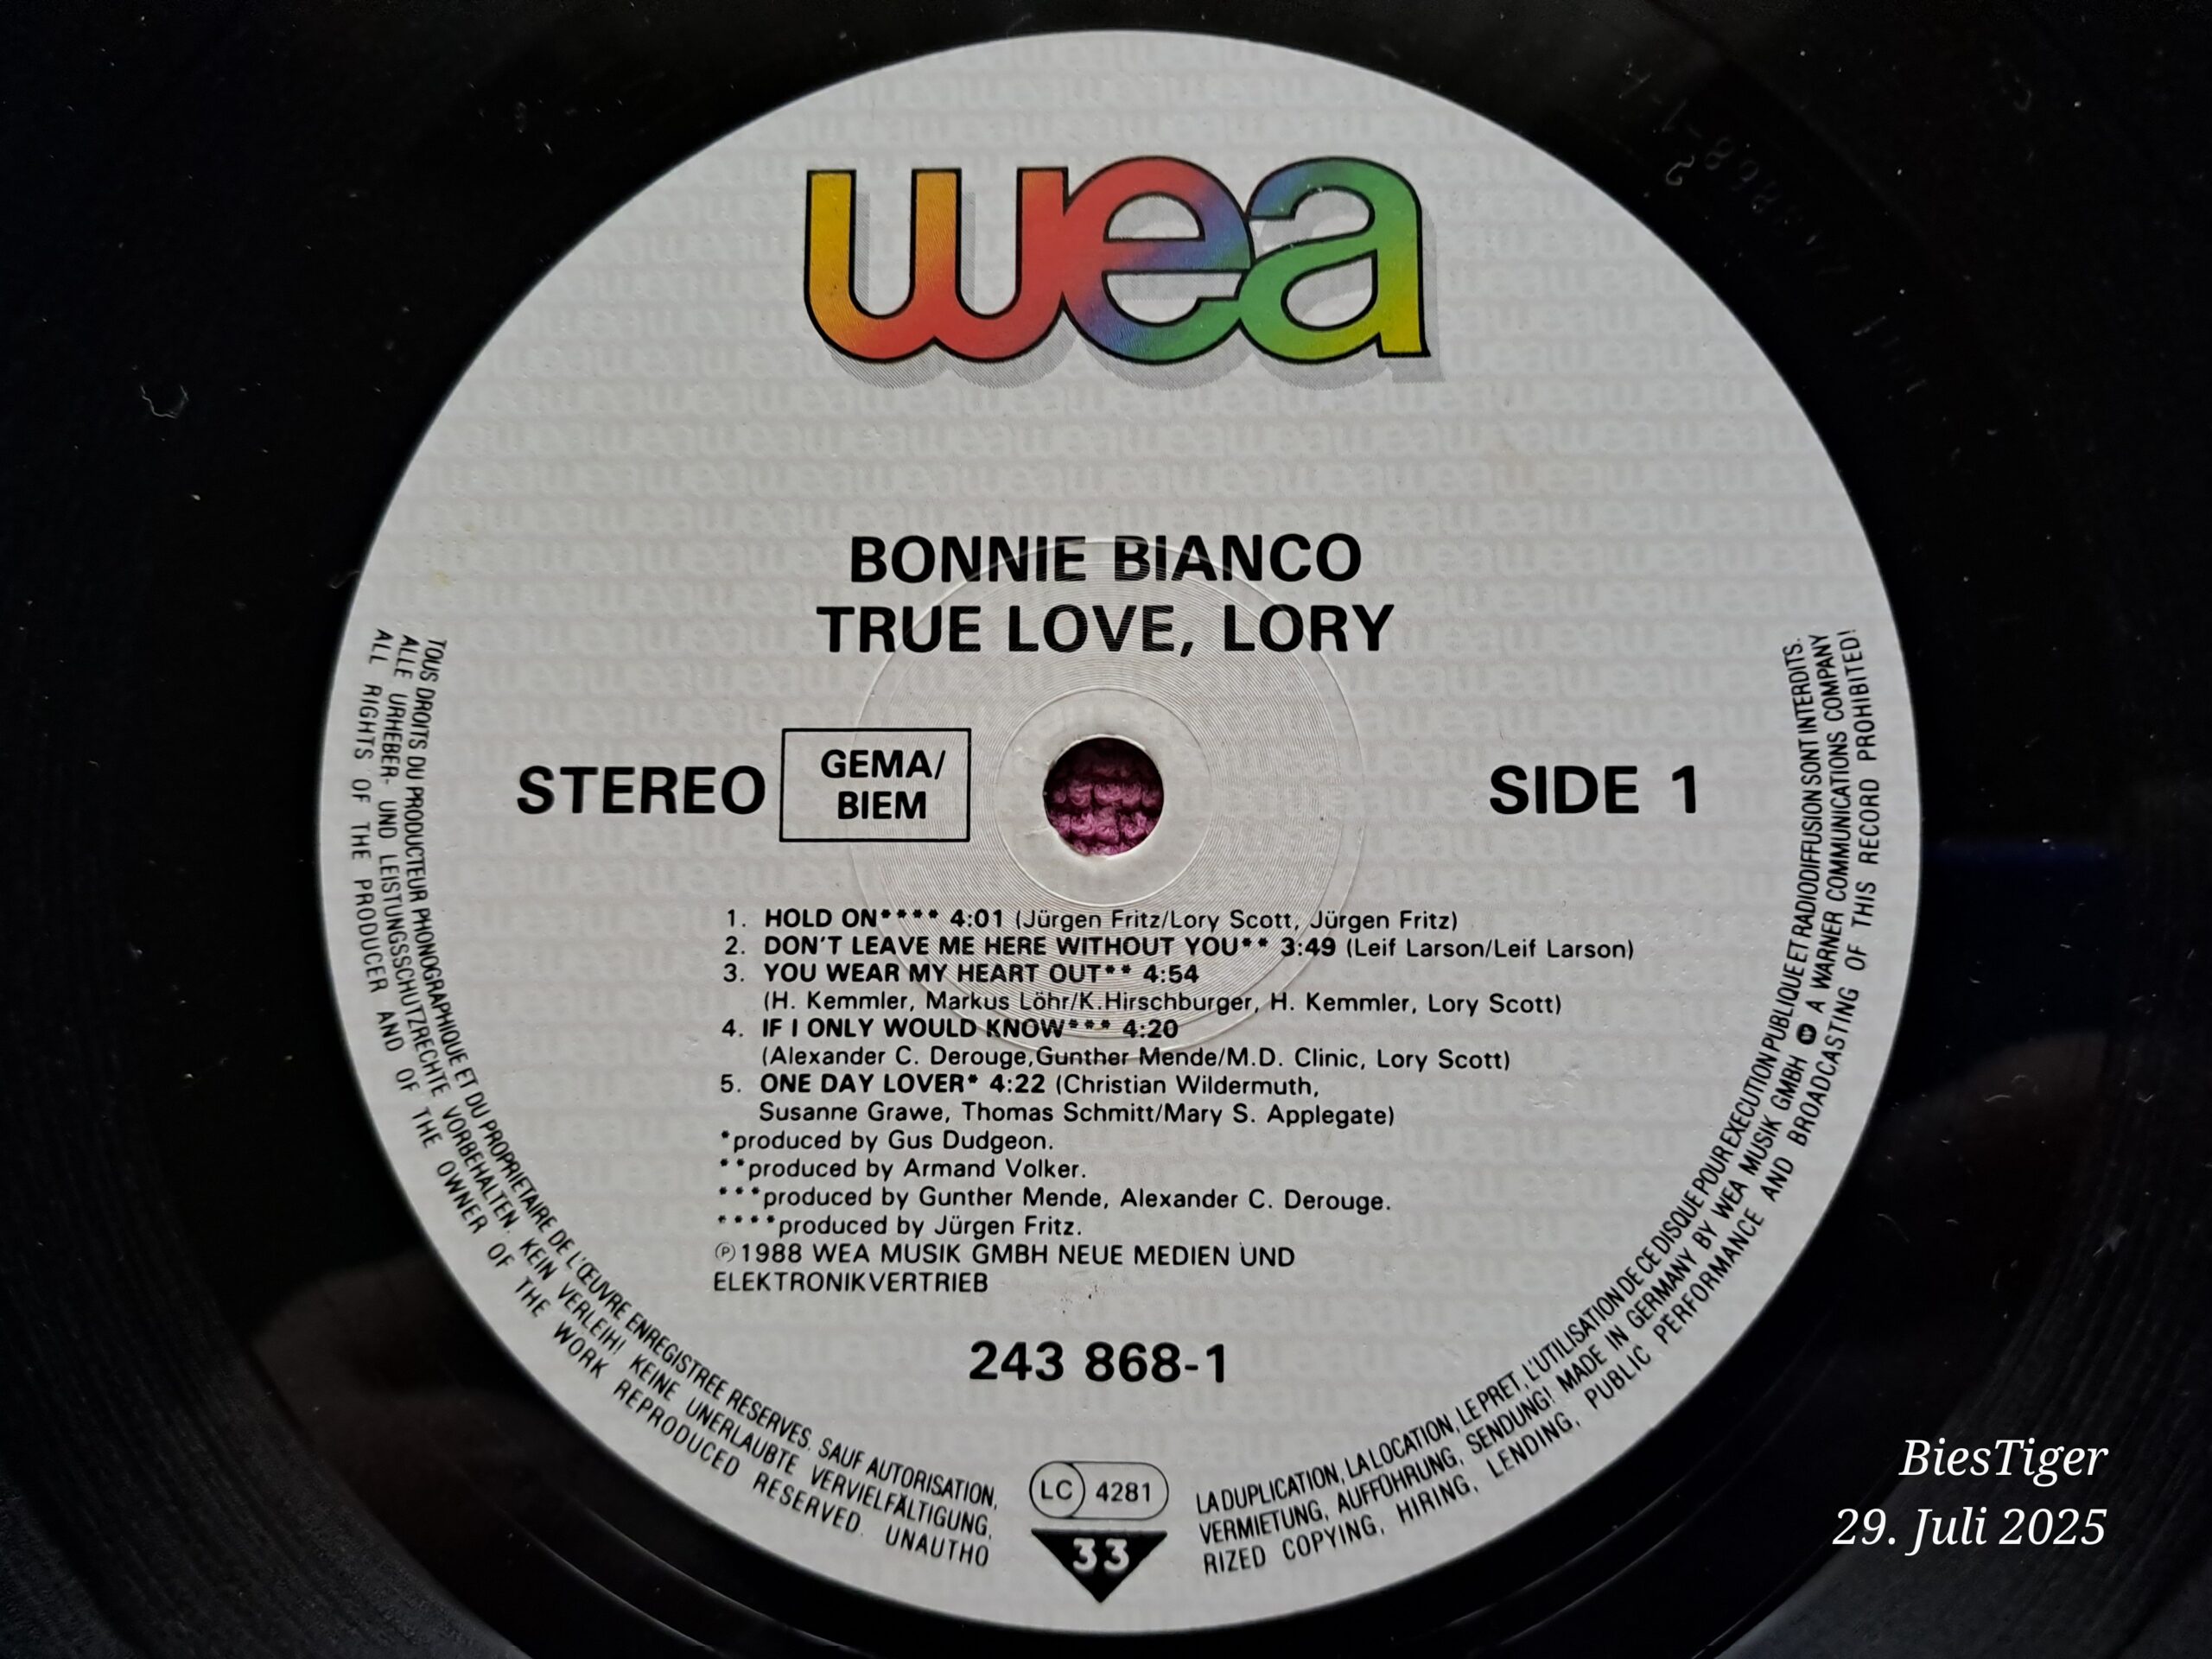 wea
BONNIE BIANCO
TRUE LOVE, LORY
STEREO
GEMA/
BIEM
SIDE 1
1. HOLD ON**** 4:01 (Jürgen Fritz/Lory Scott, Jürgen Fritz)
2. DON'T LEAVE ME HERE WITHOUT YOU** 3:49 (Leif Larson/Leif Larson)
3. YOU WEAR MY HEART OUT** 4:54
(H. Kemmler, Markus Löhr/K.Hirschburger, H. Kemmler, Lory Scott)
4. IF I ONLY WOULD KNOW*** 4:20
(Alexander C. Derouge,Gunther Mende/M.D. Clinic, Lory Scott)
5. ONE DAY LOVER* 4:22 (Christian Wildermuth,
Susanne Grawe, Thomas Schmitt/Mary S. Applegate)
*produced by Gus Dudgeon.
**produced by Armand Volker.
***produced by Gunther Mende, Alexander C. Derouge.
****produced by Jürgen Fritz.
Ⓟ1988 WEA MUSIK GMBH NEUE MEDIEN UND
ELEKTRONIKVERTRIEB
243 868-1
TOUS DROITS DU PRODUCTEUR PHONOGRAPHIQUE ET DU PROPRIETAIRE DE L'ŒUVRE ENREGISTREE RESERVES. SAUF AUTORISATION, LA DUPLICATION, LA LOCATION, LE PRET, L'UTILISATION DE CE DISQUE POUR EXECUTION PUBLIQUE ET RADIODIFFUSION SONT INTERDITS.
ALLE URHEBER- UND LEISTUNGSSCHUTZRECHTE VORBEHALTEN. KEIN VERLEIH! KEINE UNERLAUBTE VERVIELFÄLTIGUNG, VERMIETUNG, AUFFÜHRUNG, SENDUNG! MADE IN GERMANY BY WEA MUSIK GMBH A WARNER COMMUNICATIONS COMPANY
ALL RIGHTS OF THE PRODUCER AND OF THE OWNER OF THE WORK REPRODUCED RESERVED. UNAUTHORIZED COPYING, HIRING, LENDING, PUBLIC PERFORMANCE AND BROADCASTING OF THIS RECORD PROHIBITED!
LC 4281
33
BiesTiger
29. Juli 2025